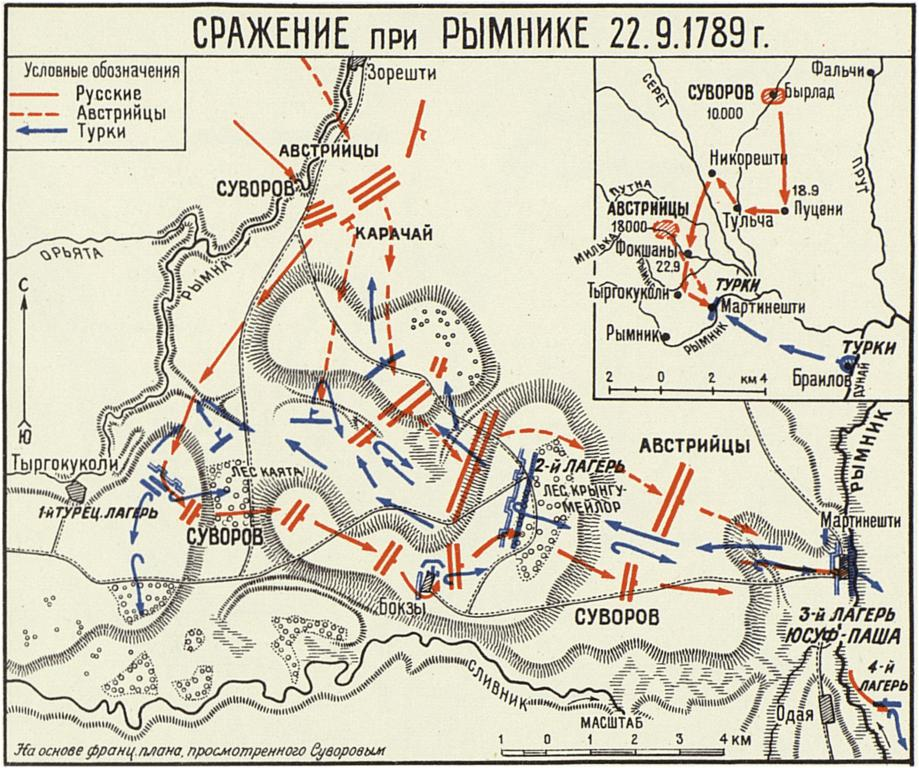 СРАЖЕНИЕ ПРИ РЫМНИКЕ 22.9.1789 г.
Условные обозначения
Русские
Австрийцы
Турки
Зорешти
АВСТРИЙЦЫ
СУВОРОВ
КАРАЧАЙ
ОРЬЯТА
РЫМНА
С
Ю
Тыргокуколи
1-й ТУРЕЦ. ЛАГЕРЬ
ЛЕС КАЯТА
СУВОРОВ
Бокзы
2-й ЛАГЕРЬ
ЛЕС КРЫНГУ-
МЕЙЛОР
АВСТРИЙЦЫ
СУВОРОВ
РЫМНИК
Мартинешти
3-й ЛАГЕРЬ
ЮСУФ-ПАША
4-й
ЛАГЕРЬ
Одая
СЛИВНИК
МАСШТАБ
1 0 1 2 3 4 КМ
На основе франц. плана, просмотренного Суворовым
СЕРЕТ
Фальчи
СУВОРОВ
10.000
Бырлад
ПРУТ
Никорешти
18.9
Пуцени
Тульча
ПУТНА
АВСТРИЙЦЫ
18000
МИЛЬКА
Фокшаны
22.9
РЫМНА
ТУРКИ
Тыргокуколи
Мартинешти
Рымник
РЫМНИК
ТУРКИ
Браилов
ДУНАЙ
2 0 2 КМ 4